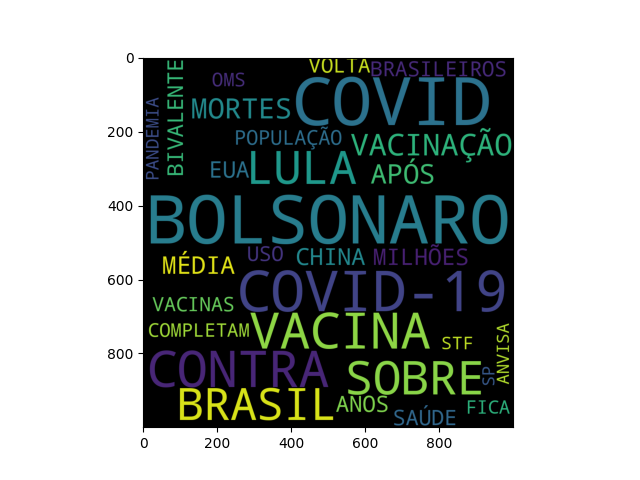 0
200
400
600
800
0 200 400 600 800
VOLTA BRASILEIROS
OMS
PANDEMIA
BIVALENTE
MORTES COVID
POPULAÇÃO VACINAÇÃO
EUA LULA APÓS
BOLSONARO
MÉDIA USO CHINA MILHÕES
COVID-19
VACINAS
COMPLETAM VACINA STF
ANVISA
CONTRA SOBRE SP
BRASIL ANOS SAÚDE FICA